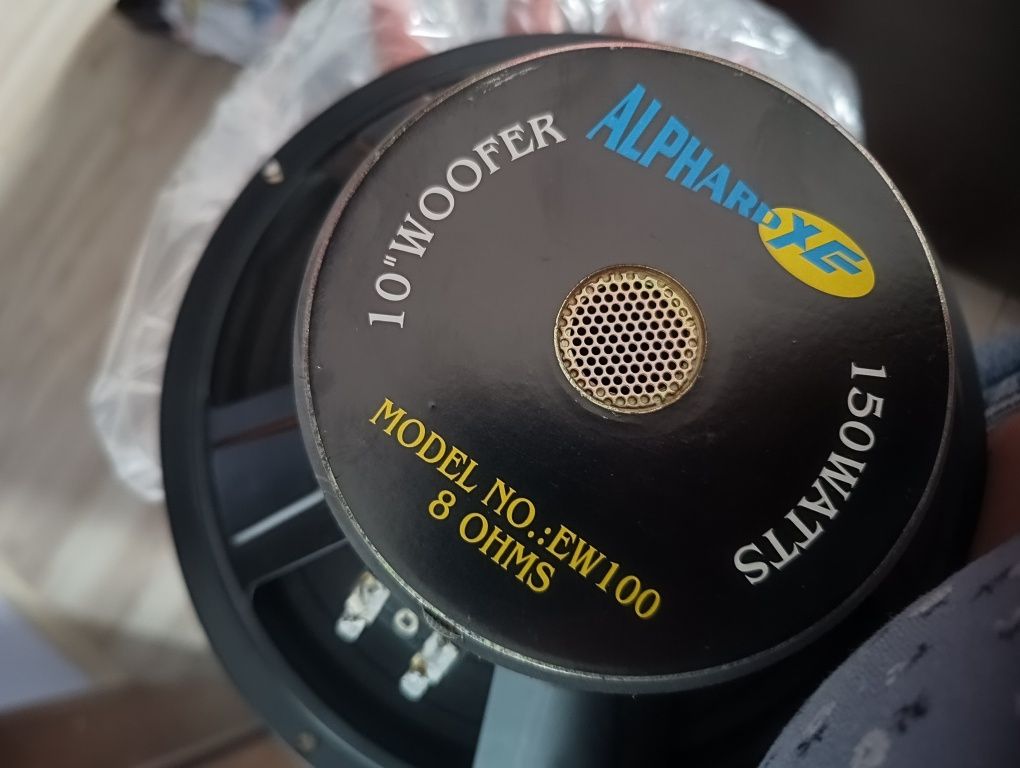 10"WOOFER
ALPHARD XE
150WATTS
MODEL NO.:EW100
8 OHMS